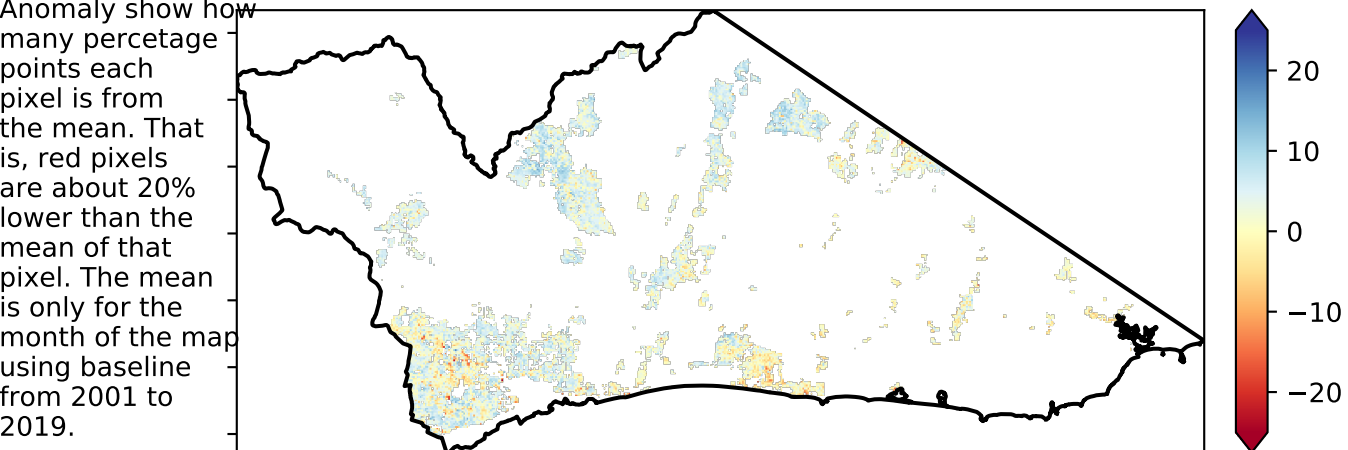 Anomaly show how
many percetage
points each
pixel is from
the mean. That
is, red pixels
are about 20%
lower than the
mean of that
pixel. The mean
is only for the
month of the map
using baseline
from 2001 to
2019.
20
10
0
−10
−20